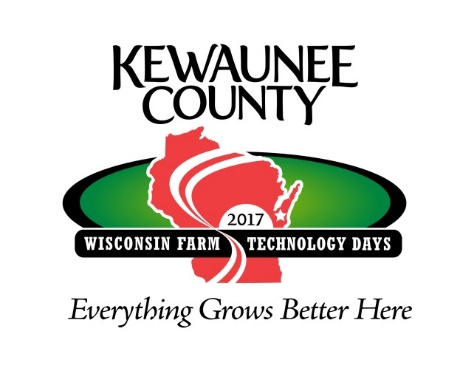 KEWAUNEE
COUNTY
2017
WISCONSIN FARM TECHNOLOGY DAYS
Everything Grows Better Here